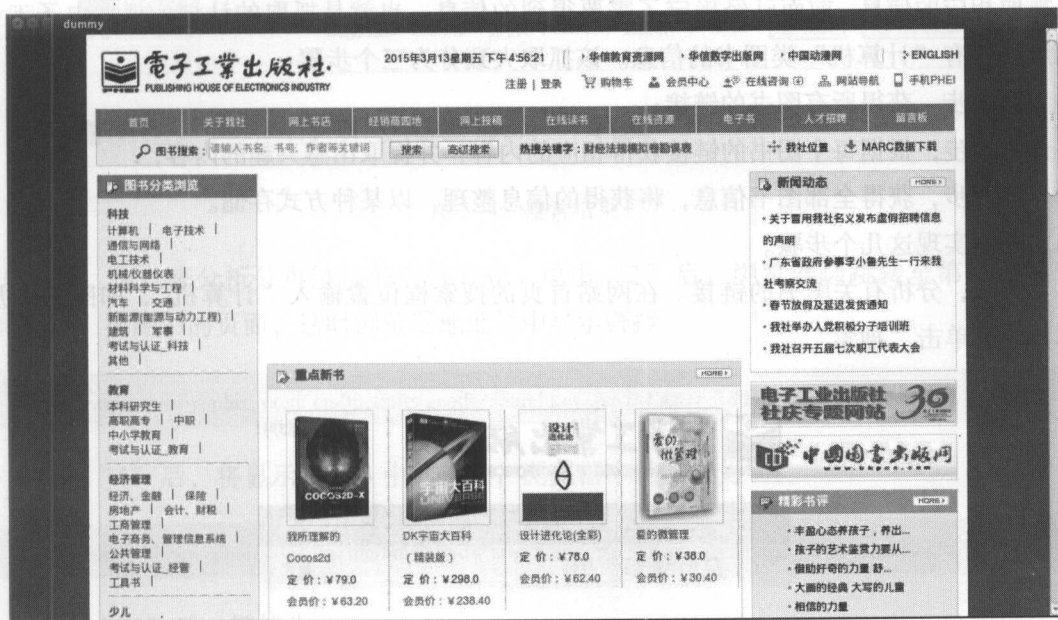 dummy
電子工業出版社·
PUBLISHING HOUSE OF ELECTRONICS INDUSTRY
2015年3月13星期五下午4:56:21 | · 华信教育资源网 · 华信教学出版网 · 中国动漫网 ENGLISH
注册 | 登录 购物车 会员中心 在线咨询 网站导航 手机PHEI
首页 关于我社 网上书店 经销商园地 网上投稿 在线读书 在线资源 电子书 人才招聘 留言板
图书搜索：请输入书名、书号、作者等关键词 搜索 高级搜索 热搜关键字：财经法规模拟卷勘误表 我社位置 MARC数据下载
图书分类浏览
科技
计算机 | 电子技术 |
通信与网络 |
电工技术 |
机械/仪器仪表 |
材料科学与工程 |
汽车 | 交通
新能源(能源与动力工程) |
建筑 | 军事
考试与认证_科技 |
其他 |
教育
本科研究生 |
高职高专 | 中职 |
中小学教育 |
考试与认证_教育 |
经济管理
经济、金融 | 保险 |
房地产 | 会计、财税 |
工商管理 |
电子商务、管理信息系统 |
公共管理 |
考试与认证_经管 |
工具书 |
少儿
重点新书 MORE
COCOS2D-X
宇宙大百科
设计
进化论
爱的
微管理
我所理解的
Cocos2d
定 价：¥79.0
会员价：¥63.20
DK宇宙大百科
（精装版）
定 价：¥298.0
会员价：¥238.40
设计进化论(全彩)
定 价：¥78.0
会员价：¥62.40
爱的微管理
定 价：¥38.0
会员价：¥30.40
新闻动态 MORE
· 关于冒用我社名义发布虚假招聘信息
的声明
· 广东省政府参事李小鲁先生一行来我
社考察交流
· 春节放假及延迟发货通知
· 我社举办入党积极分子培训班
· 我社召开五届七次职工代表大会
电子工业出版社
社庆专题网站 30
中國圖書出版网
www.bkpcn.com
精彩书评 MORE
· 丰盈心态养孩子，养出...
· 孩子的艺术鉴赏力要从...
· 借助好奇的力量 舒...
· 大画的经典 大写的儿童
· 相信的力量